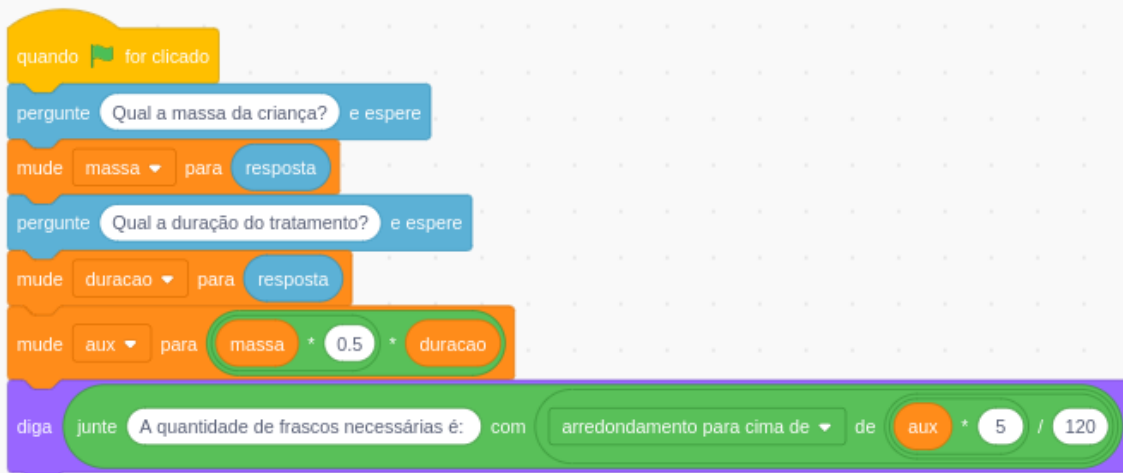 quando for clicado
pergunte Qual a massa da criança? e espere
mude massa para resposta
pergunte Qual a duração do tratamento? e espere
mude duracao para resposta
mude aux para massa * 0.5 * duracao
diga junte A quantidade de frascos necessárias é: com arredondamento para cima de de aux * 5 / 120